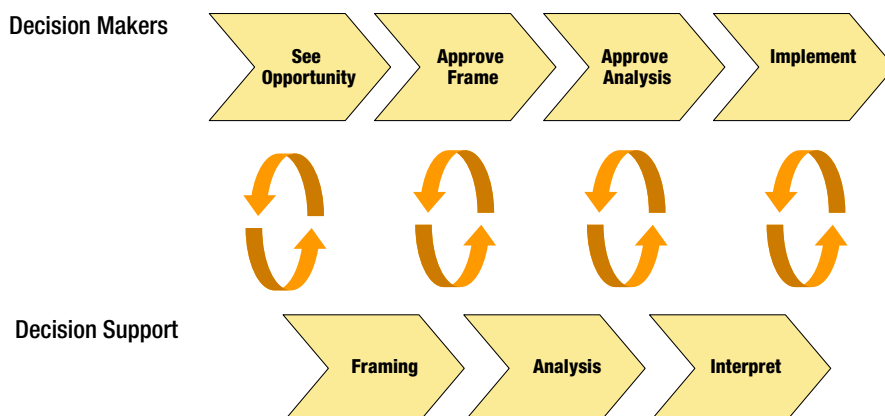 Decision Makers
See
Opportunity
Approve
Frame
Approve
Analysis
Implement
Decision Support
Framing
Analysis
Interpret